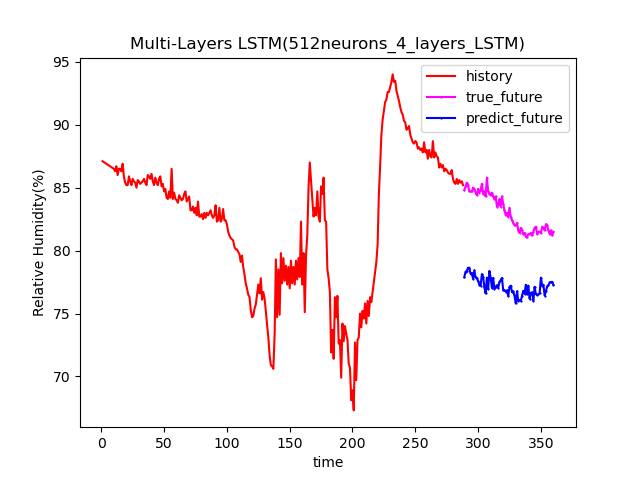 Multi-Layers LSTM(512neurons_4_layers_LSTM)
history
true_future
predict_future
Relative Humidity(%)
95
90
85
80
75
70
0
50
100
150
200
250
300
350
time